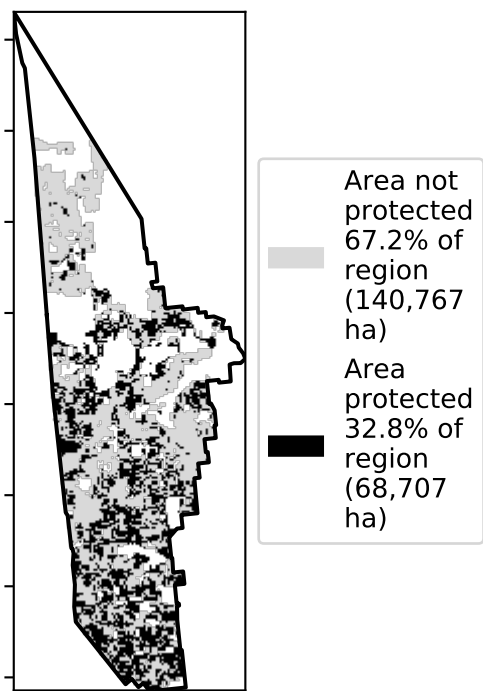 Area not
protected
67.2% of
region
(140,767
ha)
Area
protected
32.8% of
region
(68,707
ha)